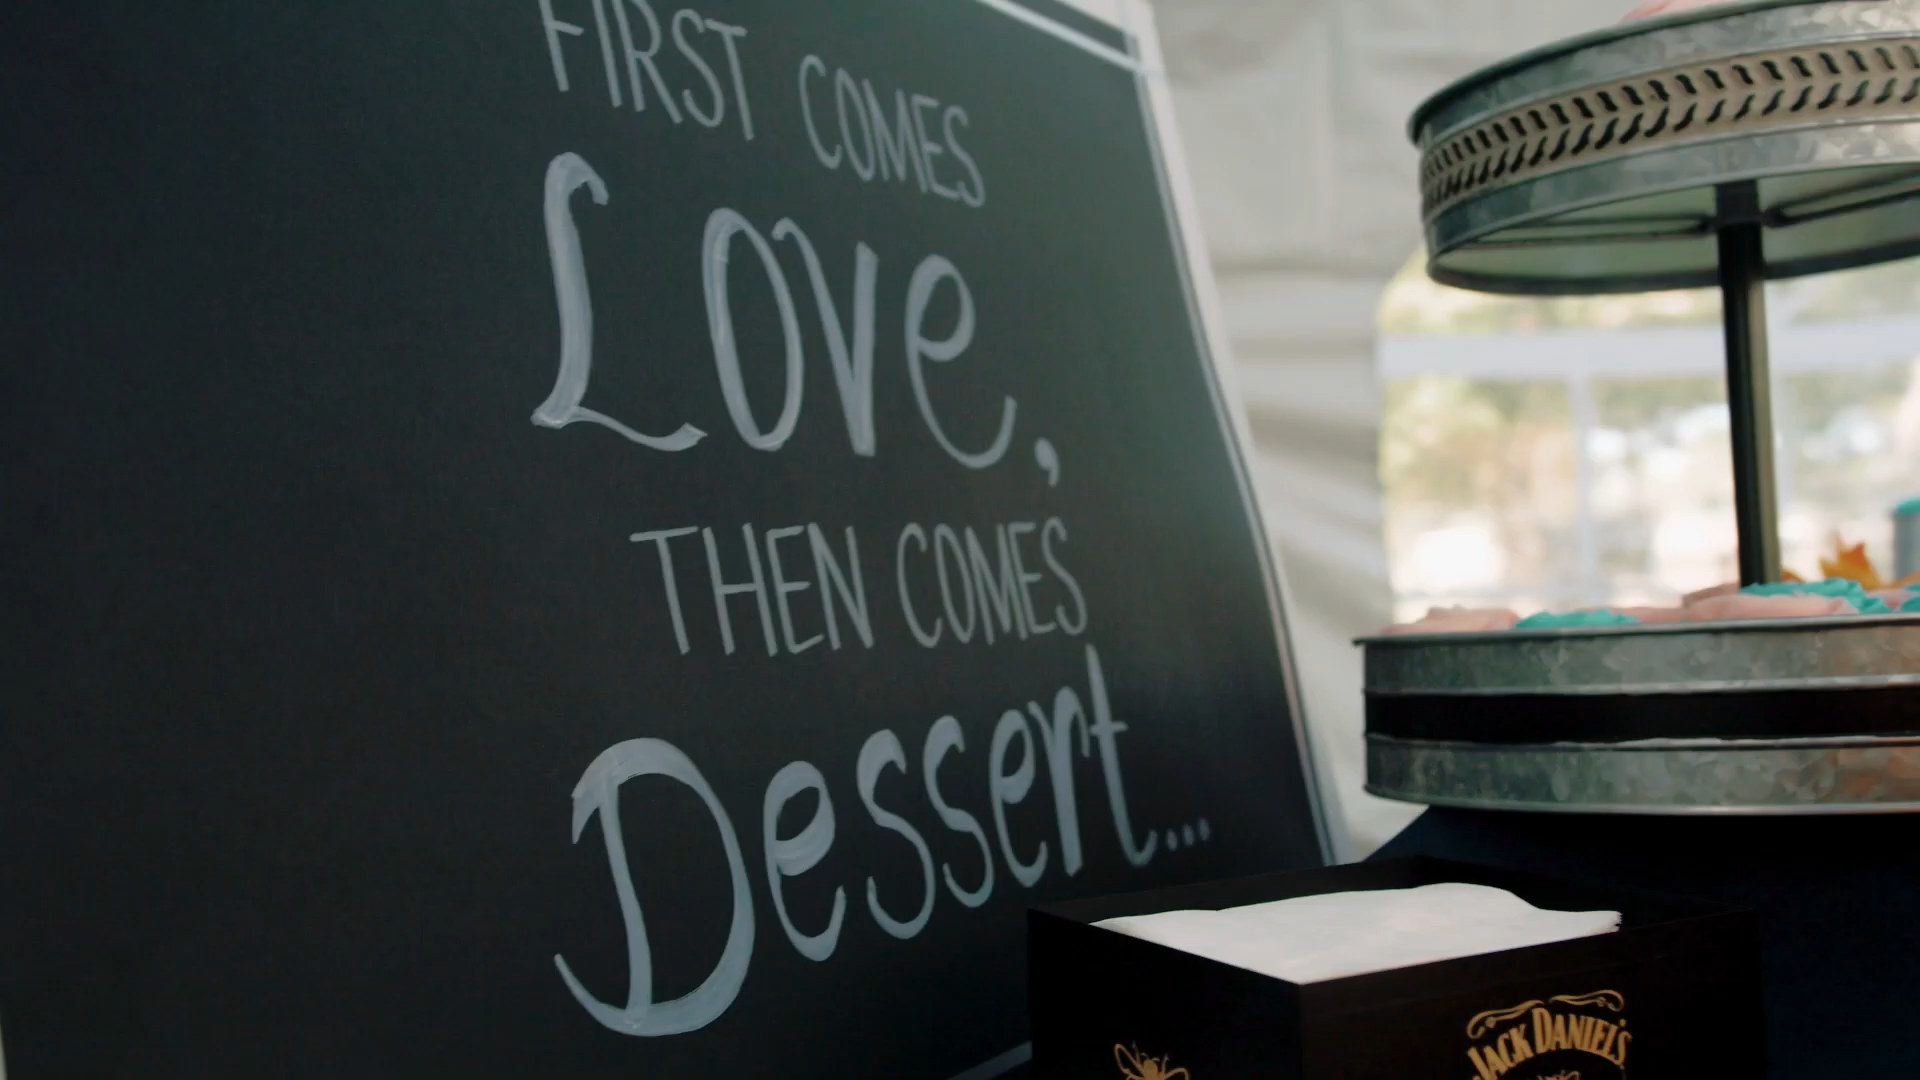 FIRST COMES
Love,
THEN COMES
Dessert...
JACK DANIEL'S